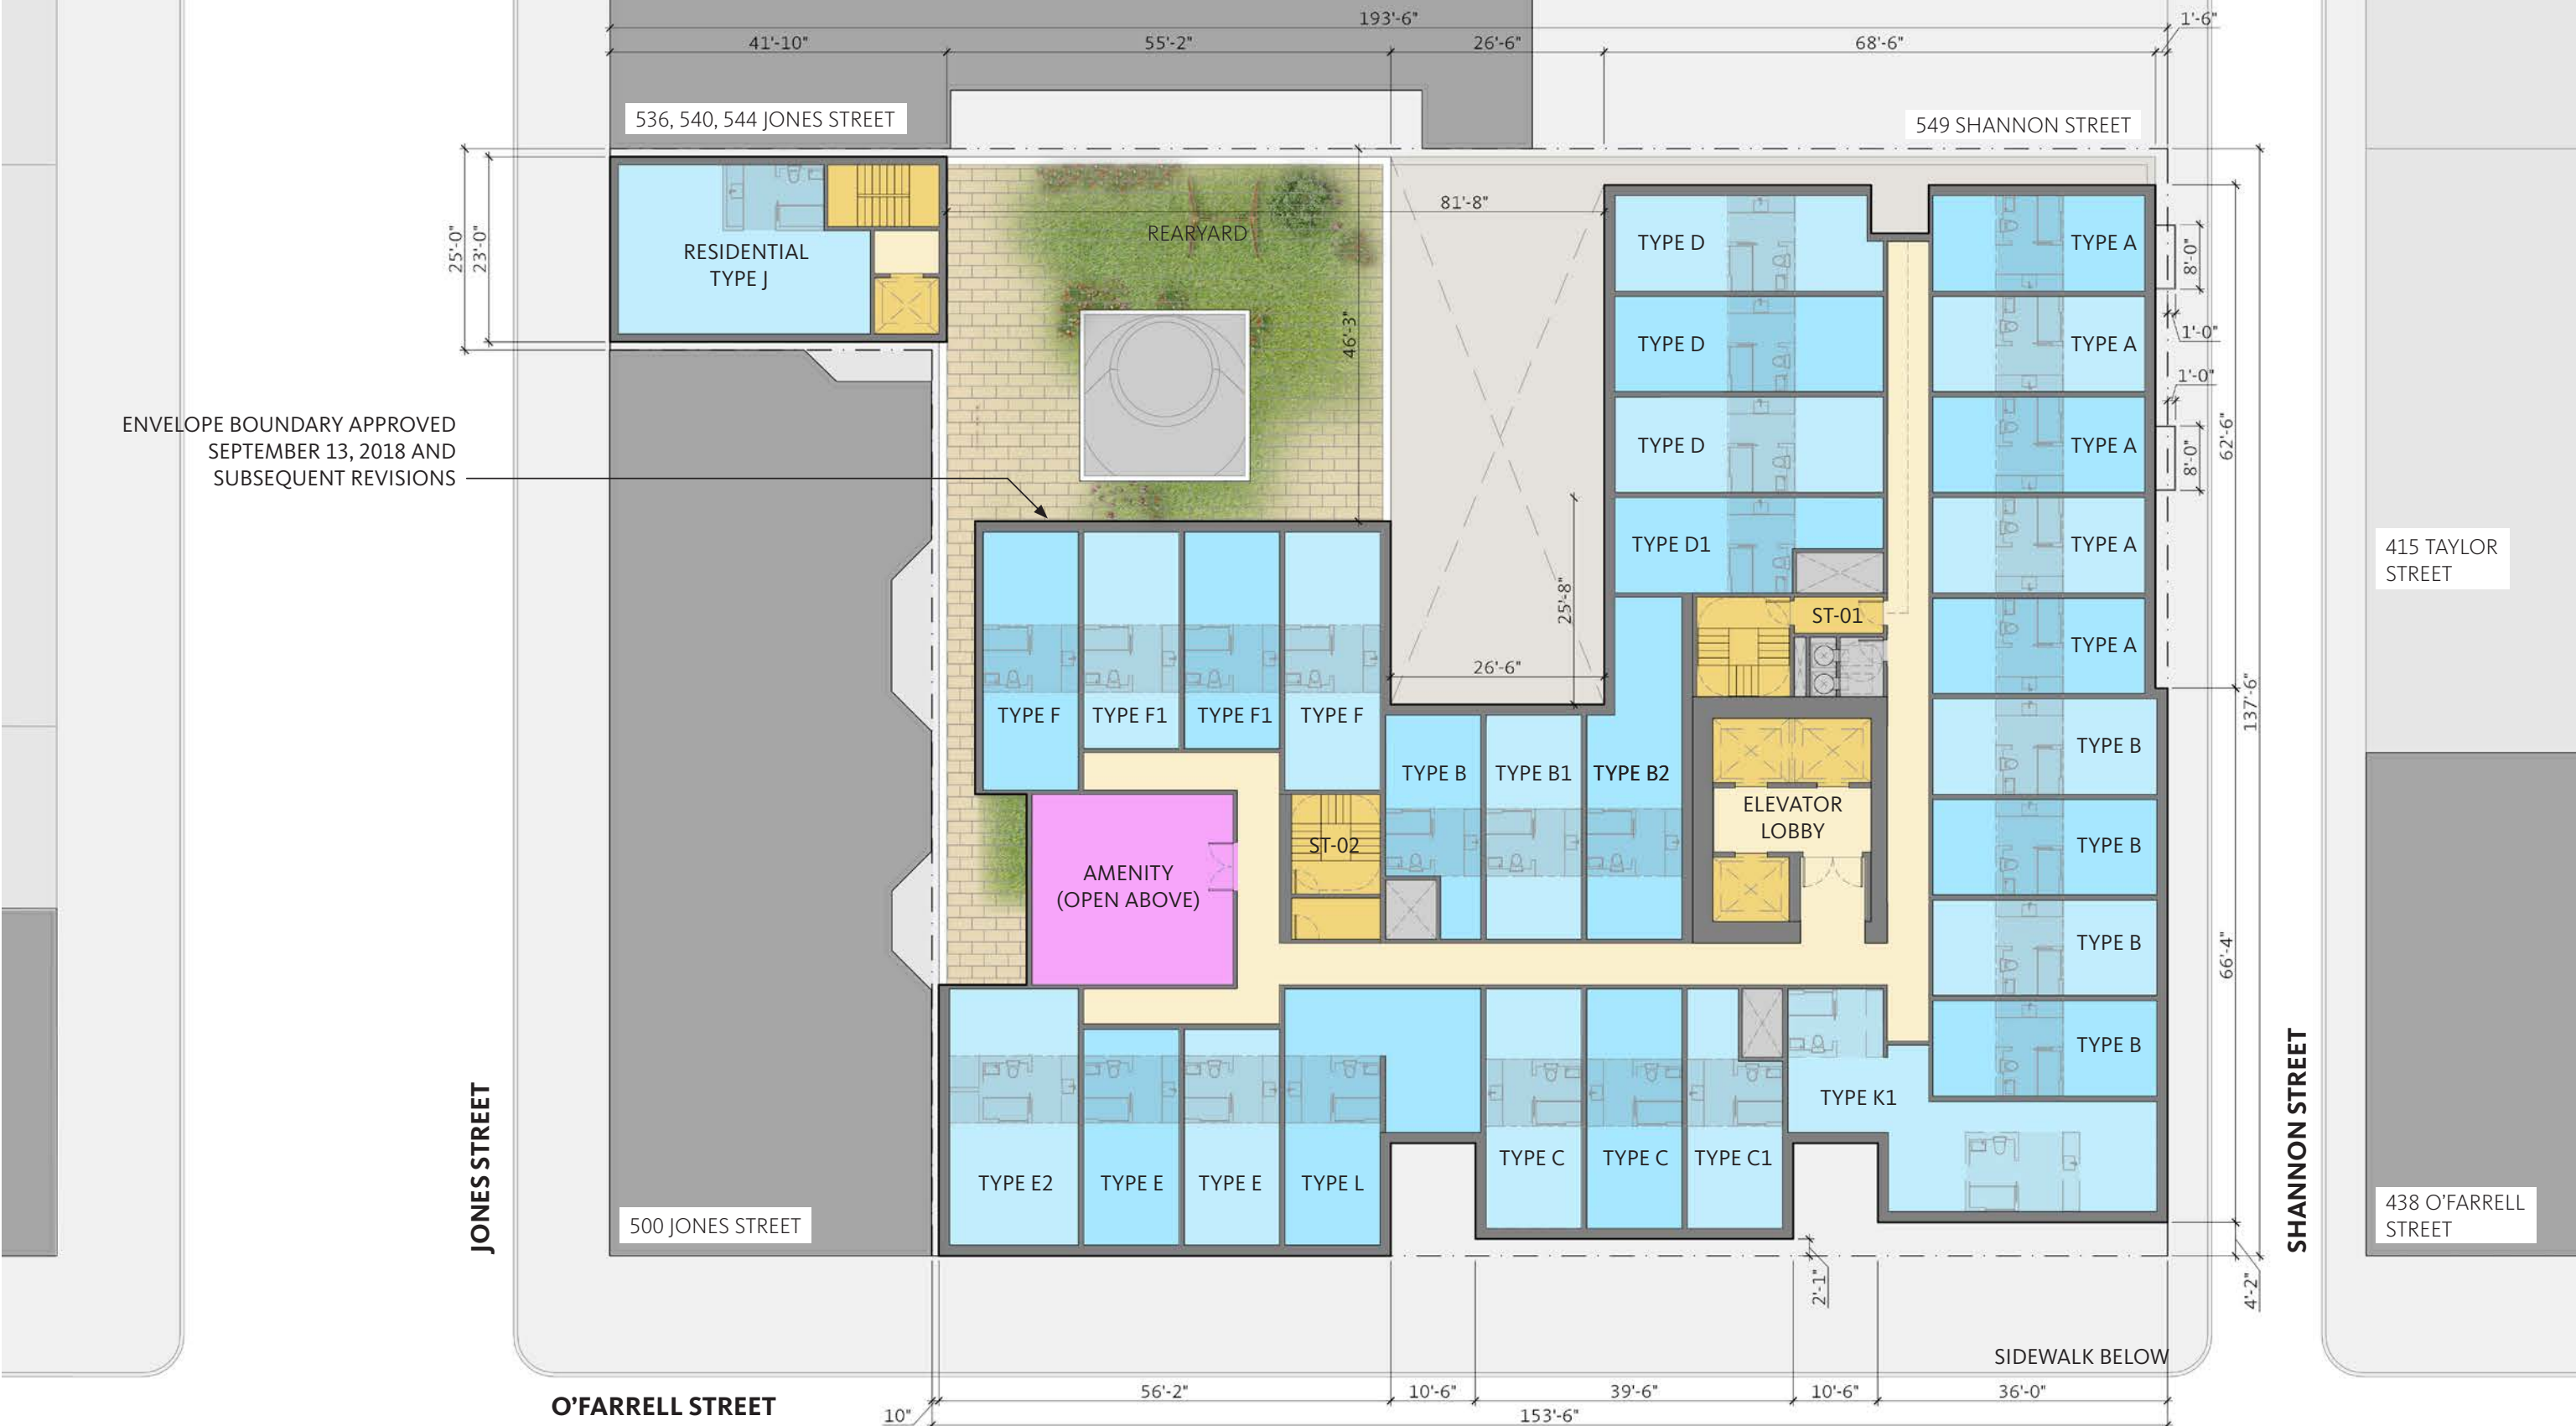 193'-6"
1'-6"
41'-10"
55'-2"
26'-6"
68'-6"
536, 540, 544 JONES STREET
549 SHANNON STREET
25'-0"
23'-0"
RESIDENTIAL
TYPE J
REARYARD
81'-8"
46'-3"
TYPE D
TYPE A
8'-0"
1'-0"
TYPE D
TYPE A
1'-0"
ENVELOPE BOUNDARY APPROVED
SEPTEMBER 13, 2018 AND
SUBSEQUENT REVISIONS
TYPE D
TYPE A
8'-0"
62'-6"
TYPE D1
TYPE A
415 TAYLOR
STREET
25'-8"
ST-01
TYPE A
26'-6"
137'-6"
TYPE F
TYPE F1
TYPE F1
TYPE F
TYPE B
TYPE B
TYPE B1
TYPE B2
ELEVATOR
LOBBY
ST-02
TYPE B
AMENITY
(OPEN ABOVE)
TYPE B
66'-4"
TYPE B
TYPE K1
TYPE E2
TYPE E
TYPE E
TYPE L
TYPE C
TYPE C
TYPE C1
JONES STREET
500 JONES STREET
SHANNON STREET
438 O'FARRELL
STREET
2'-1"
4'-2"
SIDEWALK BELOW
O'FARRELL STREET
10"
56'-2"
10'-6"
39'-6"
10'-6"
36'-0"
153'-6"